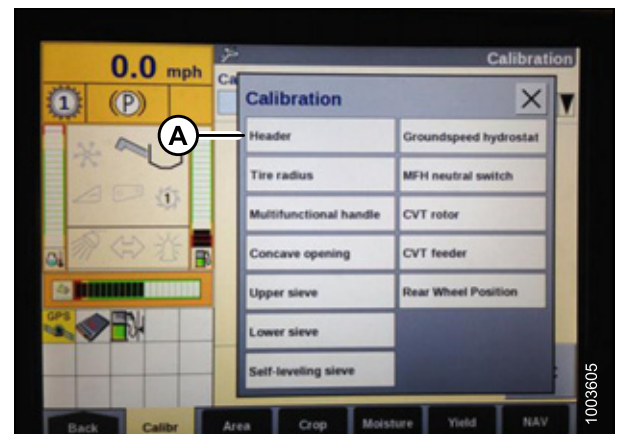 0.0 mph
Calibration
Ca
1
(P)
Calibration
A
Header
Groundspeed hydrostat
Tire radius
MFH neutral switch
1
Multifunctional handle
CVT rotor
Concave opening
CVT feeder
Upper sieve
Rear Wheel Position
GPS
Lower sieve
Self-leveling sieve
Back
Calibr
Area
Crop
Moisture
Yield
NAV
1003605